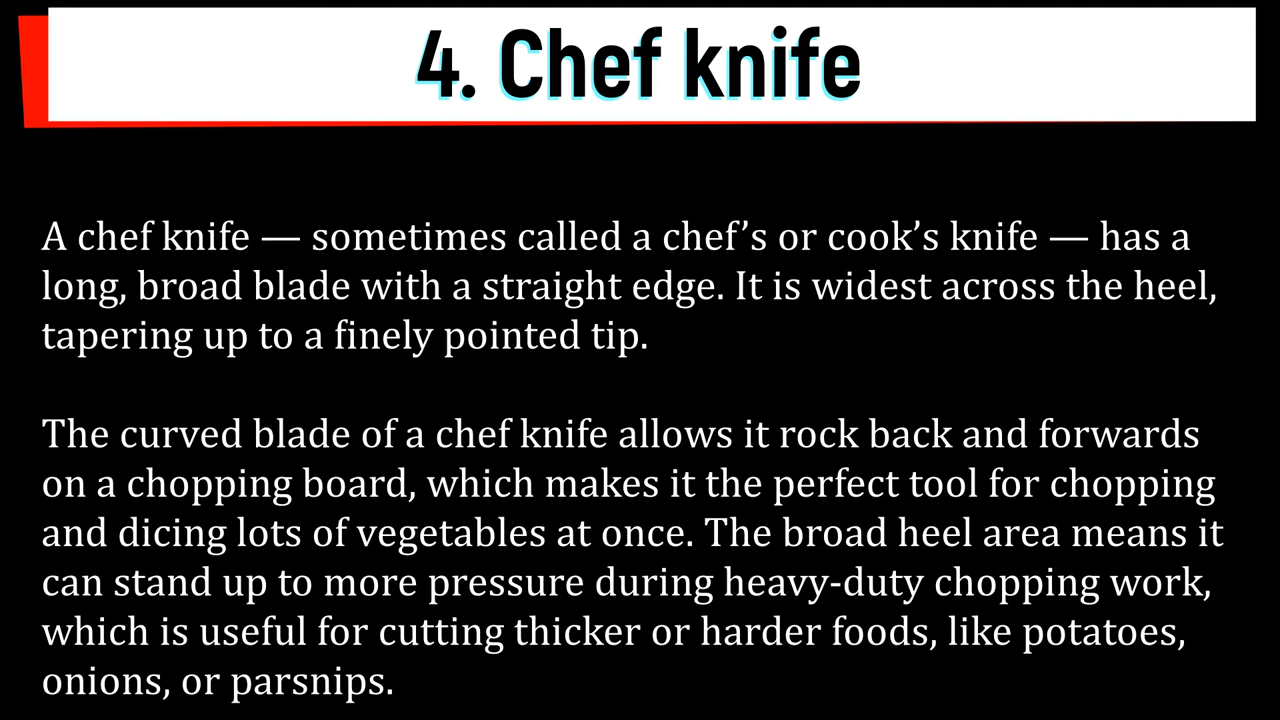 4. Chef knife
A chef knife — sometimes called a chef’s or cook’s knife — has a
long, broad blade with a straight edge. It is widest across the heel,
tapering up to a finely pointed tip.
The curved blade of a chef knife allows it rock back and forwards
on a chopping board, which makes it the perfect tool for chopping
and dicing lots of vegetables at once. The broad heel area means it
can stand up to more pressure during heavy-duty chopping work,
which is useful for cutting thicker or harder foods, like potatoes,
onions, or parsnips.